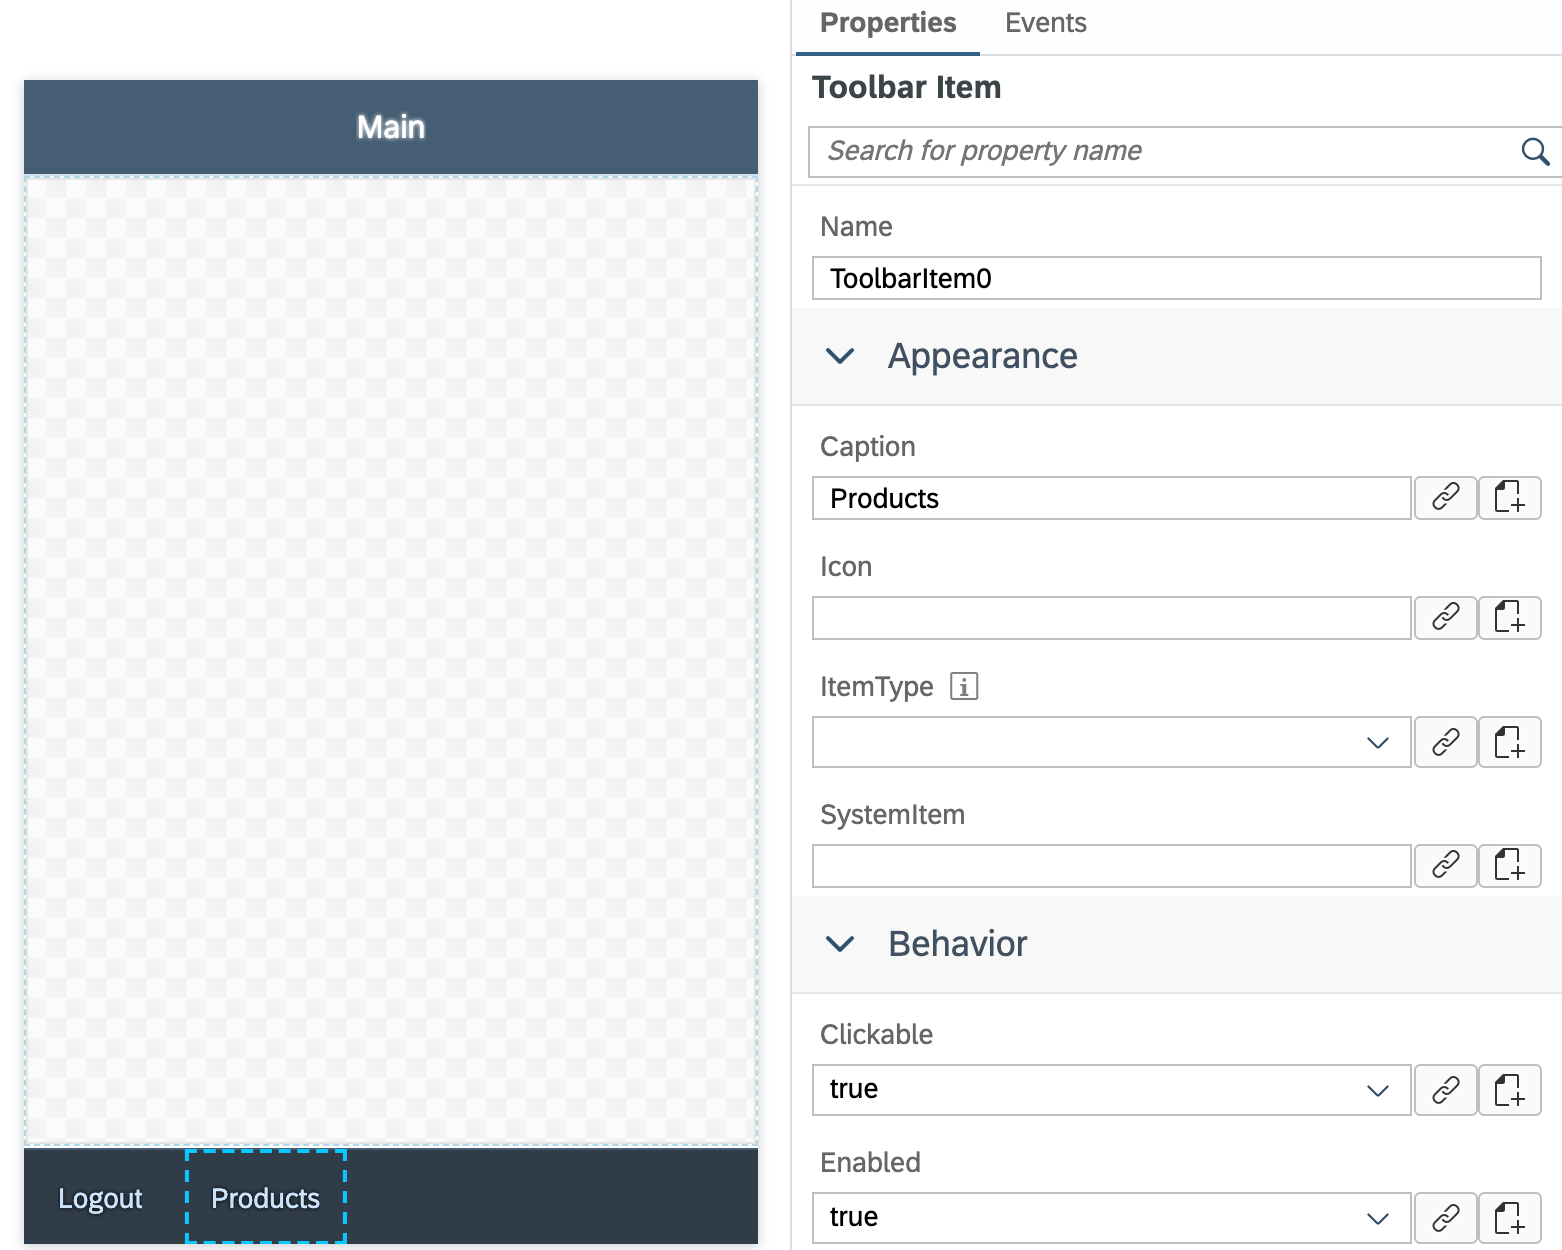 Main
Logout
Products
Properties
Events
Toolbar Item
Search for property name
Name
ToolbarItem0
Appearance
Caption
Products
Icon
ItemType
SystemItem
Behavior
Clickable
true
Enabled
true